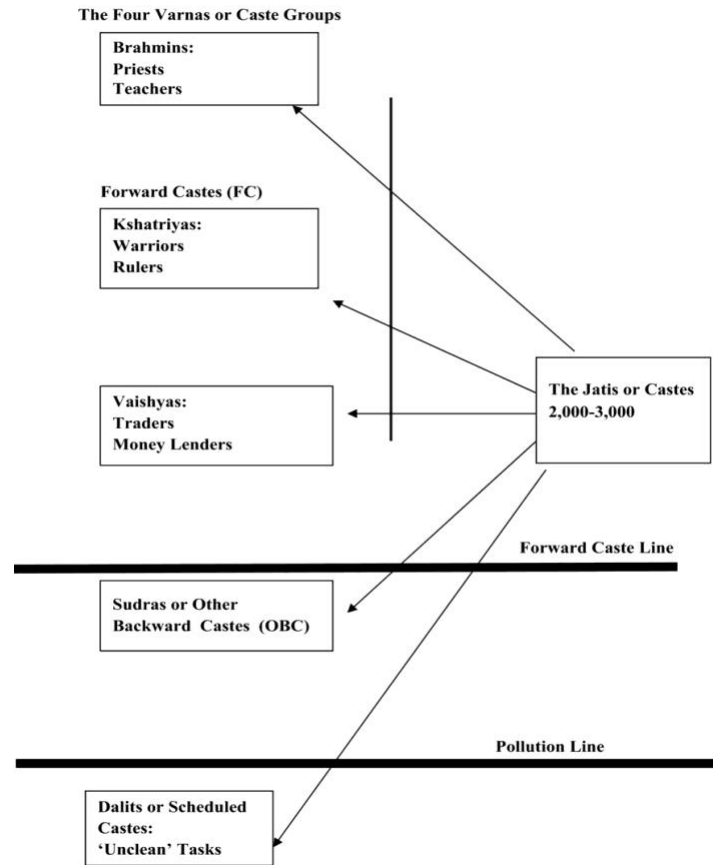 The Four Varnas or Caste Groups
Brahmins:
Priests
Teachers
Forward Castes (FC)
Kshatriyas:
Warriors
Rulers
The Jatis or Castes
2,000-3,000
Vaishyas:
Traders
Money Lenders
Forward Caste Line
Sudras or Other
Backward Castes (OBC)
Pollution Line
Dalits or Scheduled
Castes:
‘Unclean’ Tasks